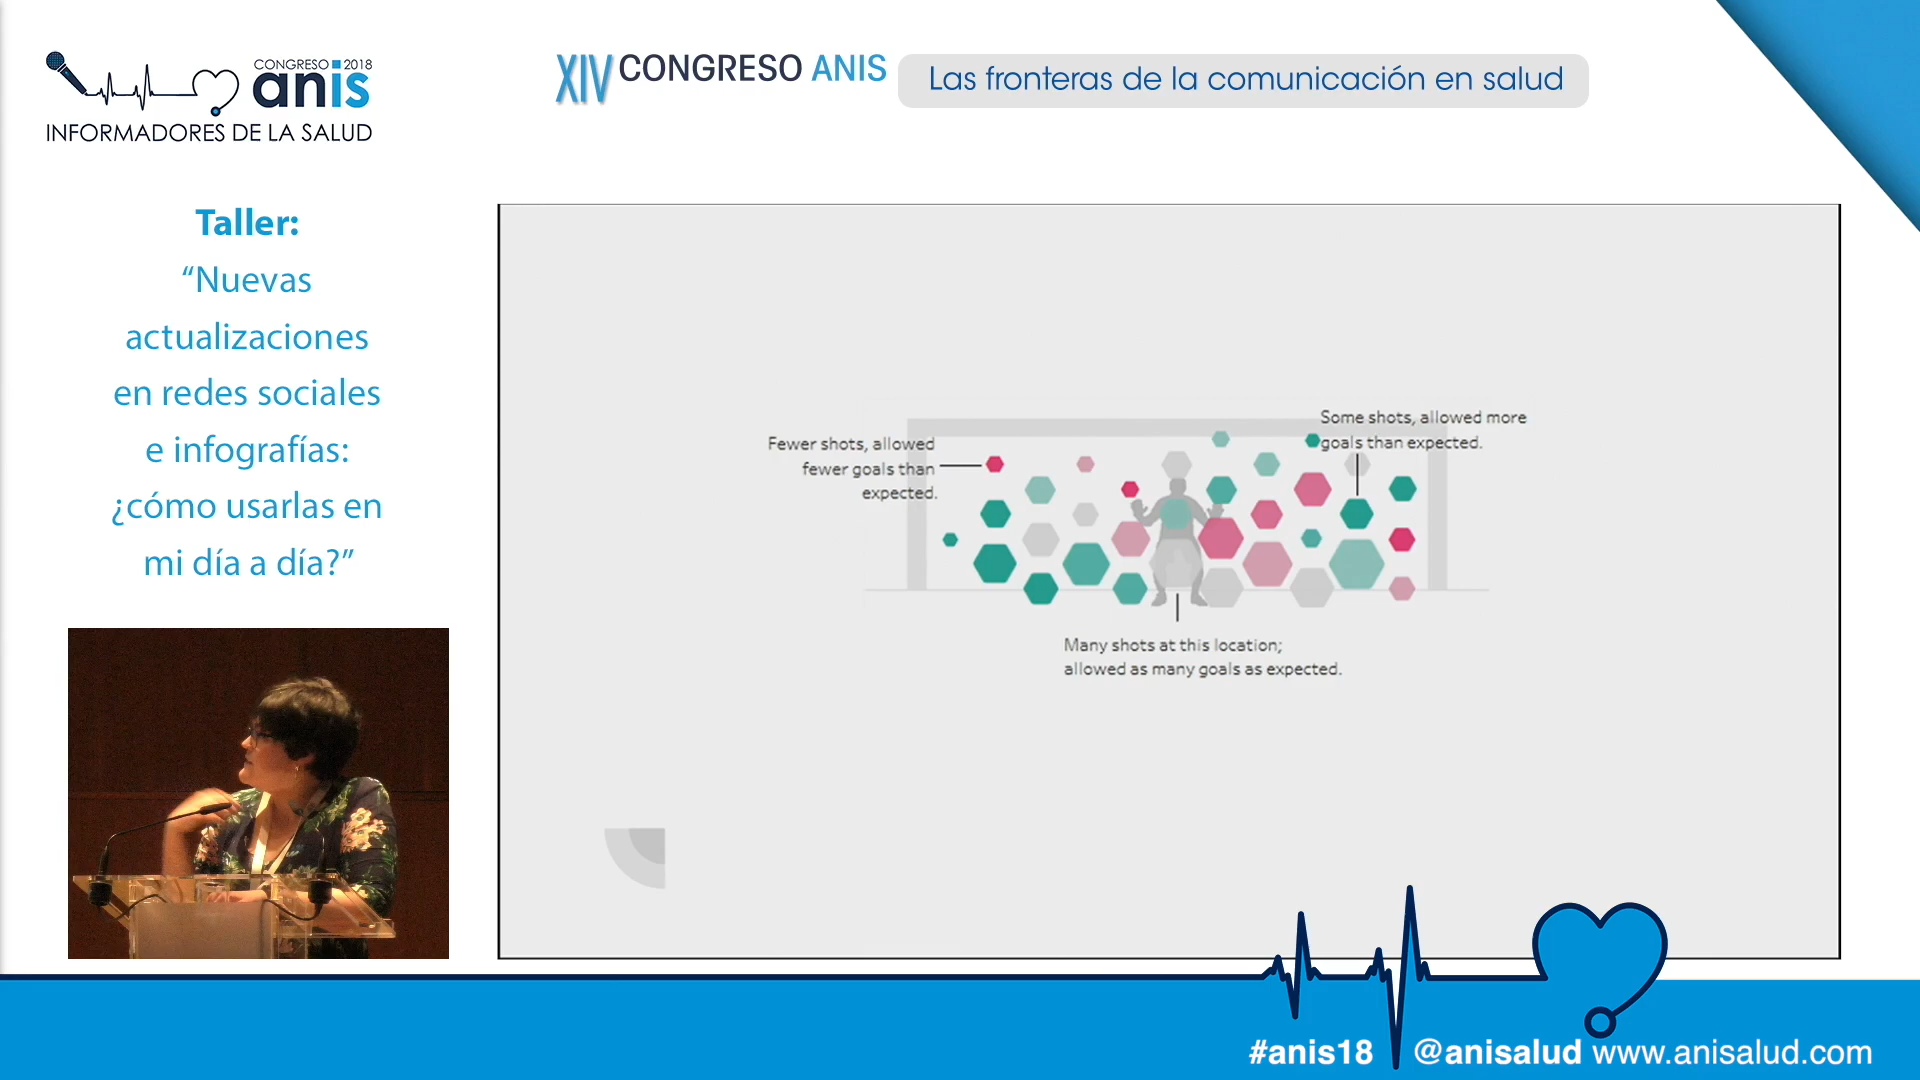 CONGRESO 2018
anis
INFORMADORES DE LA SALUD
XIV CONGRESO ANIS
Las fronteras de la comunicación en salud
Taller:
“Nuevas
actualizaciones
en redes sociales
e infografías:
¿cómo usarlas en
mi día a día?”
Fewer shots, allowed
fewer goals than
expected.
Some shots, allowed more
goals than expected.
Many shots at this location;
allowed as many goals as expected.
#anis18
@anisalud www.anisalud.com